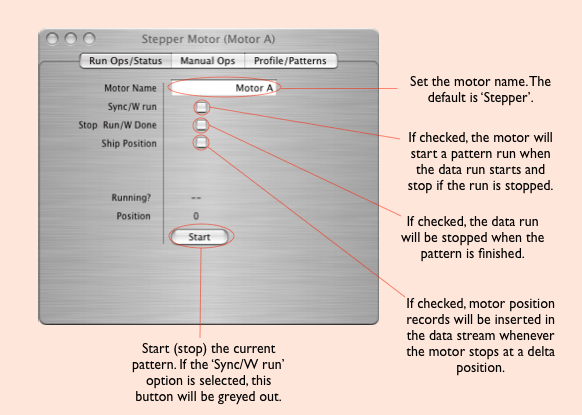 Stepper Motor (Motor A)
Run Ops/Status Manual Ops Profile/Patterns
Motor Name Motor A
Sync/W run
Stop Run/W Done
Ship Position
Running? --
Position 0
Start
Set the motor name. The
default is ‘Stepper’.
If checked, the motor will
start a pattern run when
the data run starts and
stop if the run is stopped.
If checked, the data run
will be stopped when the
pattern is finished.
If checked, motor position
records will be inserted in
the data stream whenever
the motor stops at a delta
position.
Start (stop) the current
pattern. If the ‘Sync/W run’
option is selected, this
button will be greyed out.